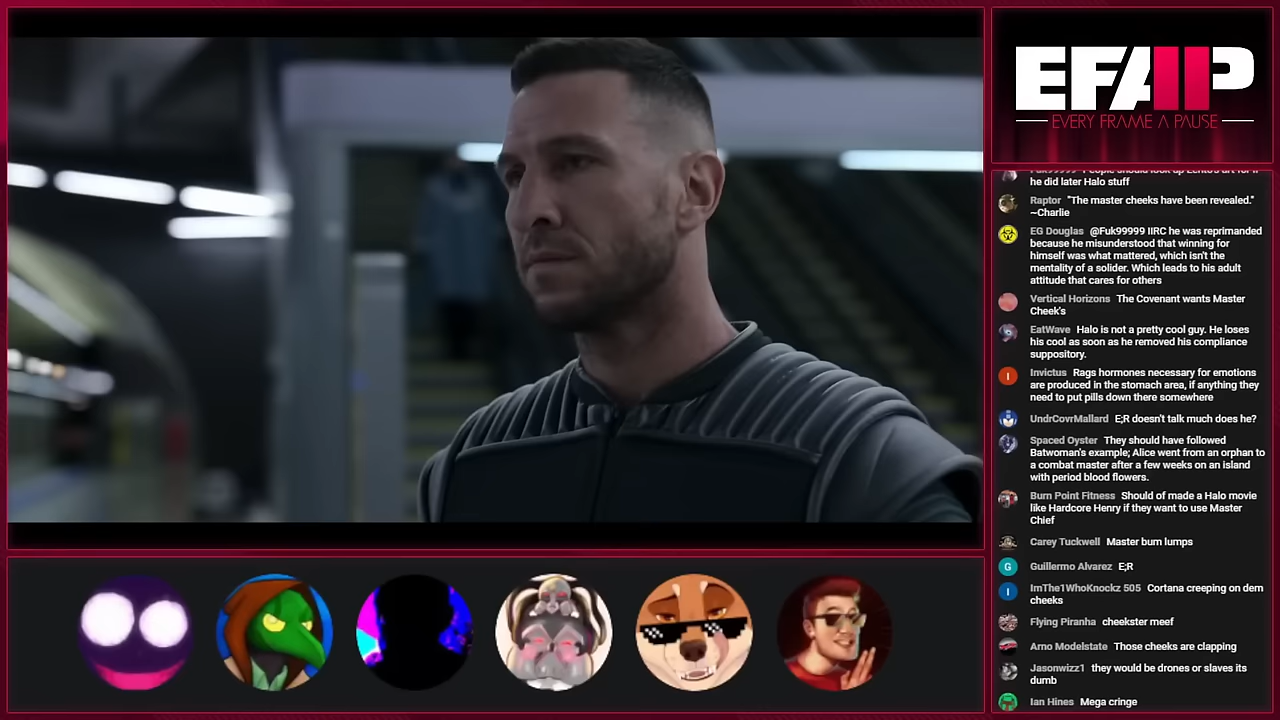 EFAP
EVERY FRAME A PAUSE
he did later Halo stuff
Raptor "The master cheeks have been revealed."
~Charlie
EG Douglas @Fuk99999 IIRC he was reprimanded
because he misunderstood that winning for
himself was what mattered, which isn't the
mentality of a solider. Which leads to his adult
attitude that cares for others
Vertical Horizons The Covenant wants Master
Cheek's
EatWave Halo is not a pretty cool guy. He loses
his cool as soon as he removed his compliance
suppository.
I
Invictus Rags hormones necessary for emotions
are produced in the stomach area, if anything they
need to put pills down there somewhere
UndrCovrMallard E;R doesn't talk much does he?
Spaced Oyster They should have followed
Batwoman's example; Alice went from an orphan to
a combat master after a few weeks on an island
with period blood flowers.
Burn Point Fitness Should of made a Halo movie
like Hardcore Henry if they want to use Master
Chief
Carey Tuckwell Master bum lumps
G
Guillermo Alvarez E;R
I
ImThe1WhoKnockz 505 Cortana creeping on dem
cheeks
Flying Piranha cheekster meef
Arno Modelstate Those cheeks are clapping
Jasonwizz1 they would be drones or slaves its
dumb
Ian Hines Mega cringe